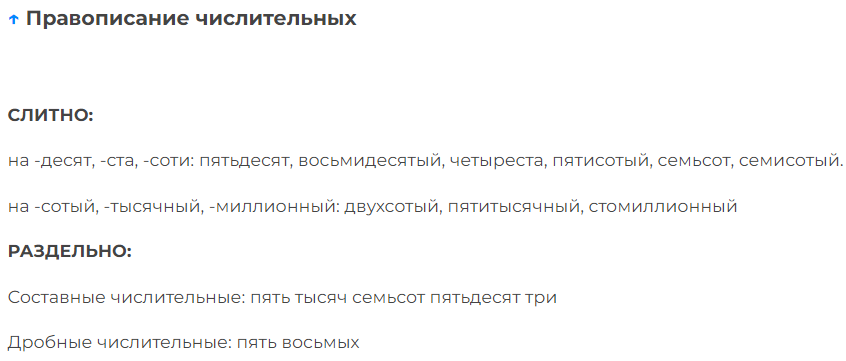 ↑ Правописание числительных
СЛИТНО:
на -десят, -ста, -соти: пятьдесят, восьмидесятый, четыреста, пятисотый, семьсот, семисотый.
на -сотый, -тысячный, -миллионный: двухсотый, пятитысячный, стомиллионный
РАЗДЕЛЬНО:
Составные числительные: пять тысяч семьсот пятьдесят три
Дробные числительные: пять восьмых